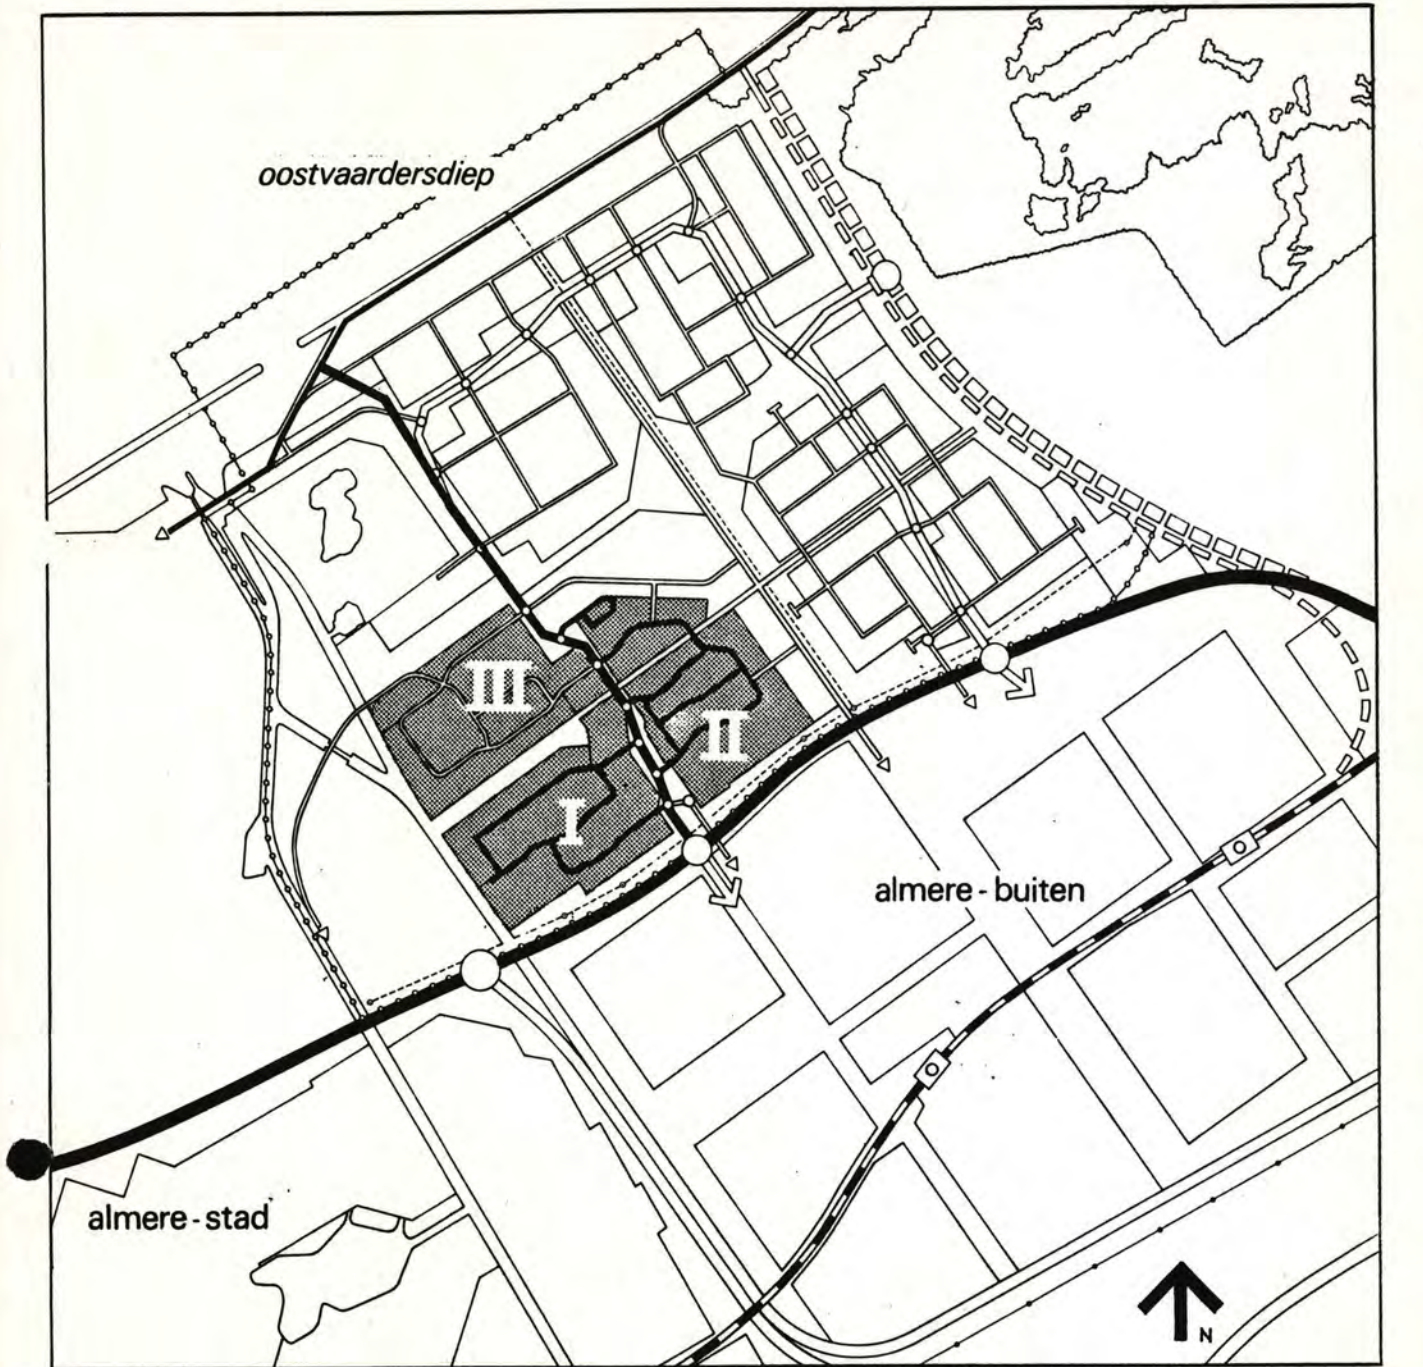 oostvaardersdiep
III
II
I
almere - buiten
almere - stad
N